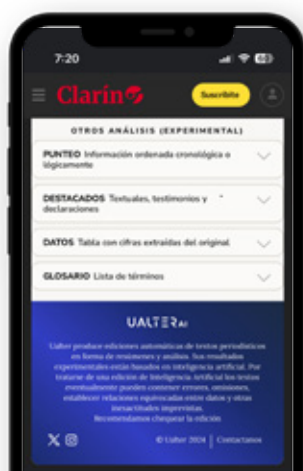 7:20
Clarín
Suscribite
OTROS ANÁLISIS (EXPERIMENTAL)
PUNTEO Información ordenada cronológica o
lógicamente
DESTACADOS Textuales, testimonios y
declaraciones
DATOS Tabla con cifras extraídas del original
GLOSARIO Lista de términos
UALTER AI
Ualter produce ediciones automáticas de textos periodísticos
en forma de resúmenes y análisis. Sus resultados
experimentales están basados en inteligencia artificial. Por
tratarse de una edición de Inteligencia Artificial los textos
eventualmente pueden contener errores, omisiones,
establecer relaciones equivocadas entre datos y otras
inexactitudes imprevistas.
Recomendamos chequear la edición
© Ualter 2024 | Contactanos